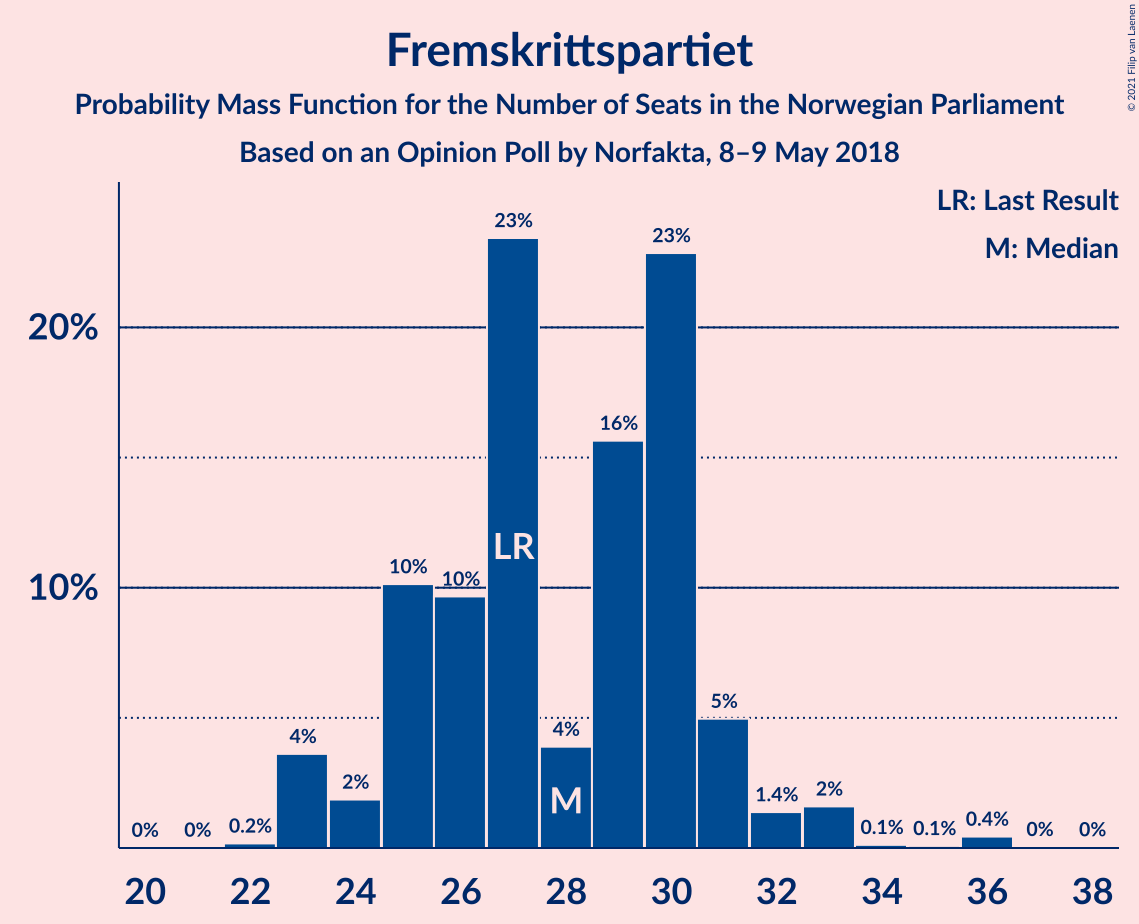 Fremskrittspartiet
Probability Mass Function for the Number of Seats in the Norwegian Parliament
Based on an Opinion Poll by Norfakta, 8–9 May 2018
© 2021 Filip van Laenen
LR: Last Result
M: Median
20%
10%
0%
0%
0.2%
4%
2%
10%
10%
23%
4%
16%
23%
5%
1.4%
2%
0.1%
0.1%
0.4%
0%
0%
LR
M
20 22 24 26 28 30 32 34 36 38